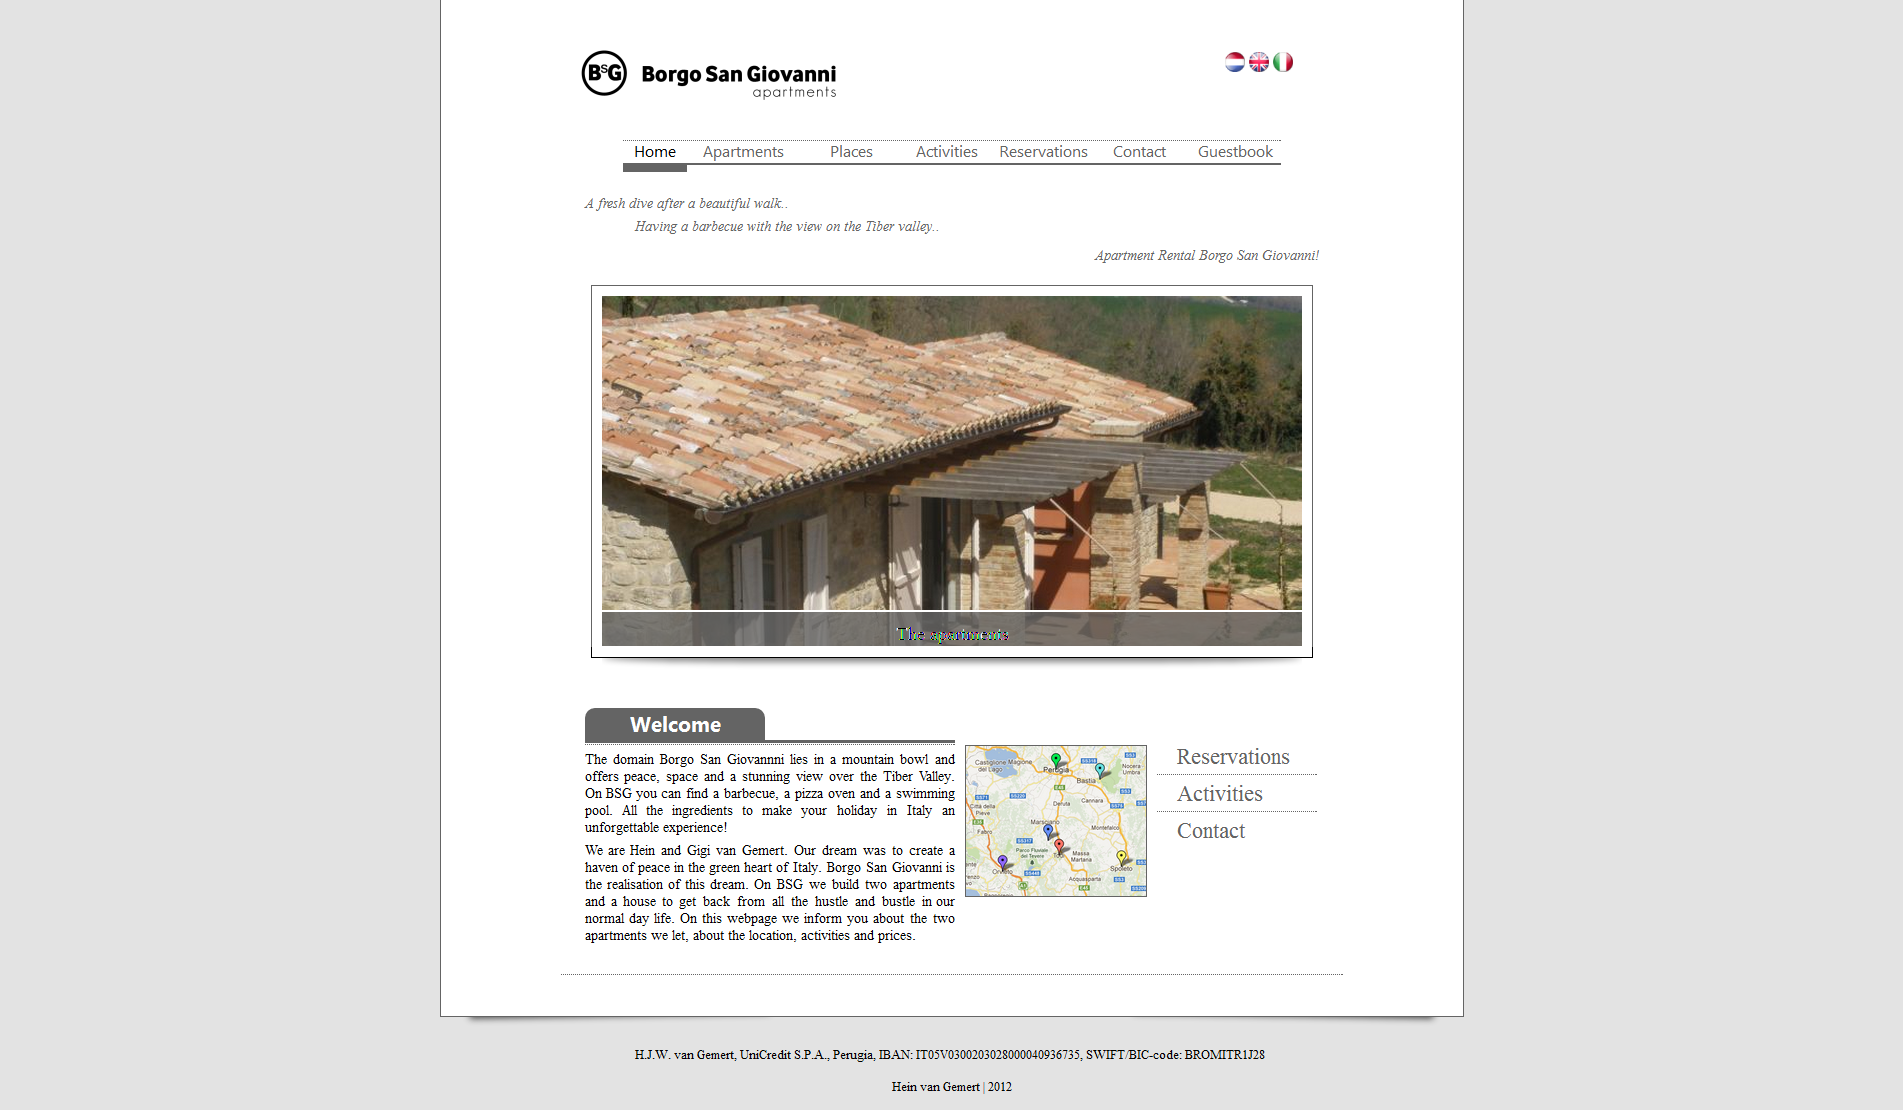 BSG Borgo San Giovanni
apartments
Home Apartments Places Activities Reservations Contact Guestbook
A fresh dive after a beautiful walk..
Having a barbecue with the view on the Tiber valley..
Apartment Rental Borgo San Giovanni!
The apartments
Welcome
The domain Borgo San Giovannni lies in a mountain bowl and
offers peace, space and a stunning view over the Tiber Valley.
On BSG you can find a barbecue, a pizza oven and a swimming
pool. All the ingredients to make your holiday in Italy an
unforgettable experience!
We are Hein and Gigi van Gemert. Our dream was to create a
haven of peace in the green heart of Italy. Borgo San Giovanni is
the realisation of this dream. On BSG we build two apartments
and a house to get back from all the hustle and bustle in our
normal day life. On this webpage we inform you about the two
apartments we let, about the location, activities and prices.
Castiglione Magione
del Lago
Perugia
Nocera
Umbra
Bastia
Deruta
Cannara
Città della
Pieve
Fabro
Marsciano
Montefalco
Parco Fluviale
del Tevere
Todi
Massa
Martana
Orvieto
Spoleto
Acquasparta
Reservations
Activities
Contact
H.J.W. van Gemert, UniCredit S.P.A., Perugia, IBAN: IT05V0300203028000040936735, SWIFT/BIC-code: BROMITR1J28
Hein van Gemert | 2012